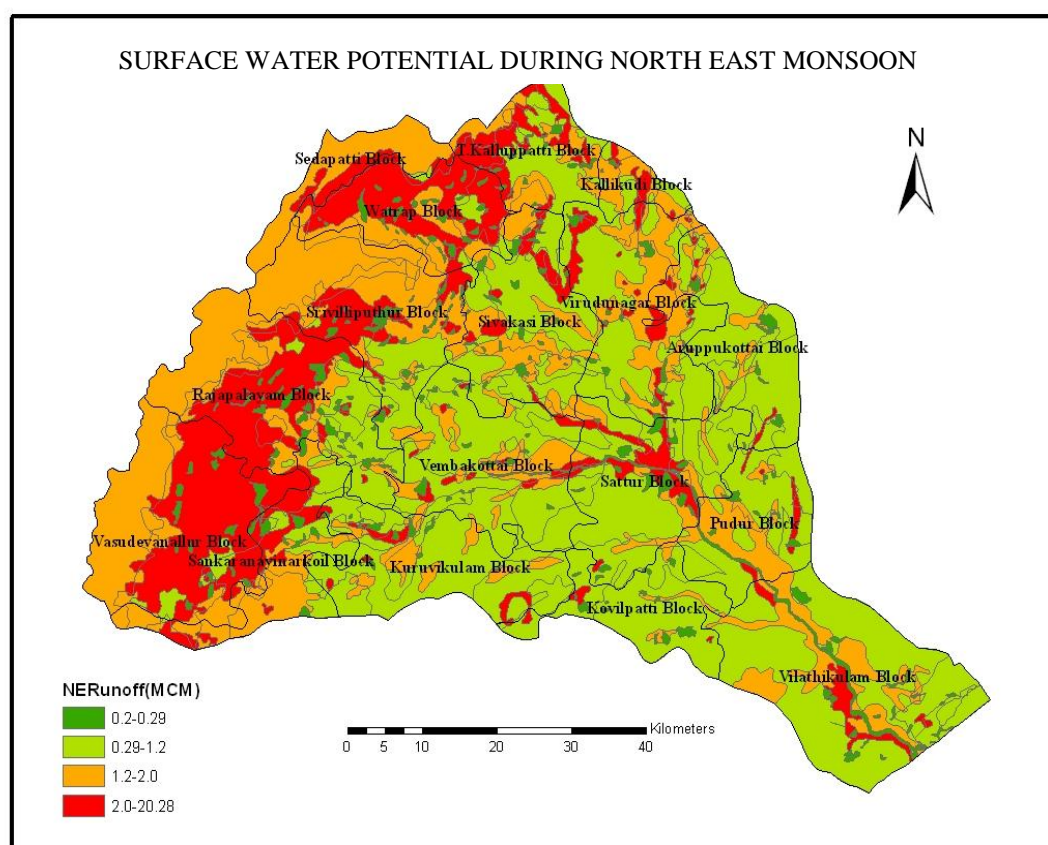 SURFACE WATER POTENTIAL DURING NORTH EAST MONSOON
N
Sedapatti Block
T Kalluppatti Block
Kallikudi Block
Watrap Block
Srivilliputhur Block
Sivakasi Block
Virudunagar Block
Aruppukottai Block
Rajapalayam Block
Vembakottai Block
Sattur Block
Pudur Block
Vasudevanallur Block
Sankaranayinarkoil Block
Kuruvikulam Block
Kovilpatti Block
Vilathikulam Block
NERunoff(MCM)
0.2-0.29
0.29-1.2
1.2-2.0
2.0-20.28
Kilometers
0 5 10 20 30 40